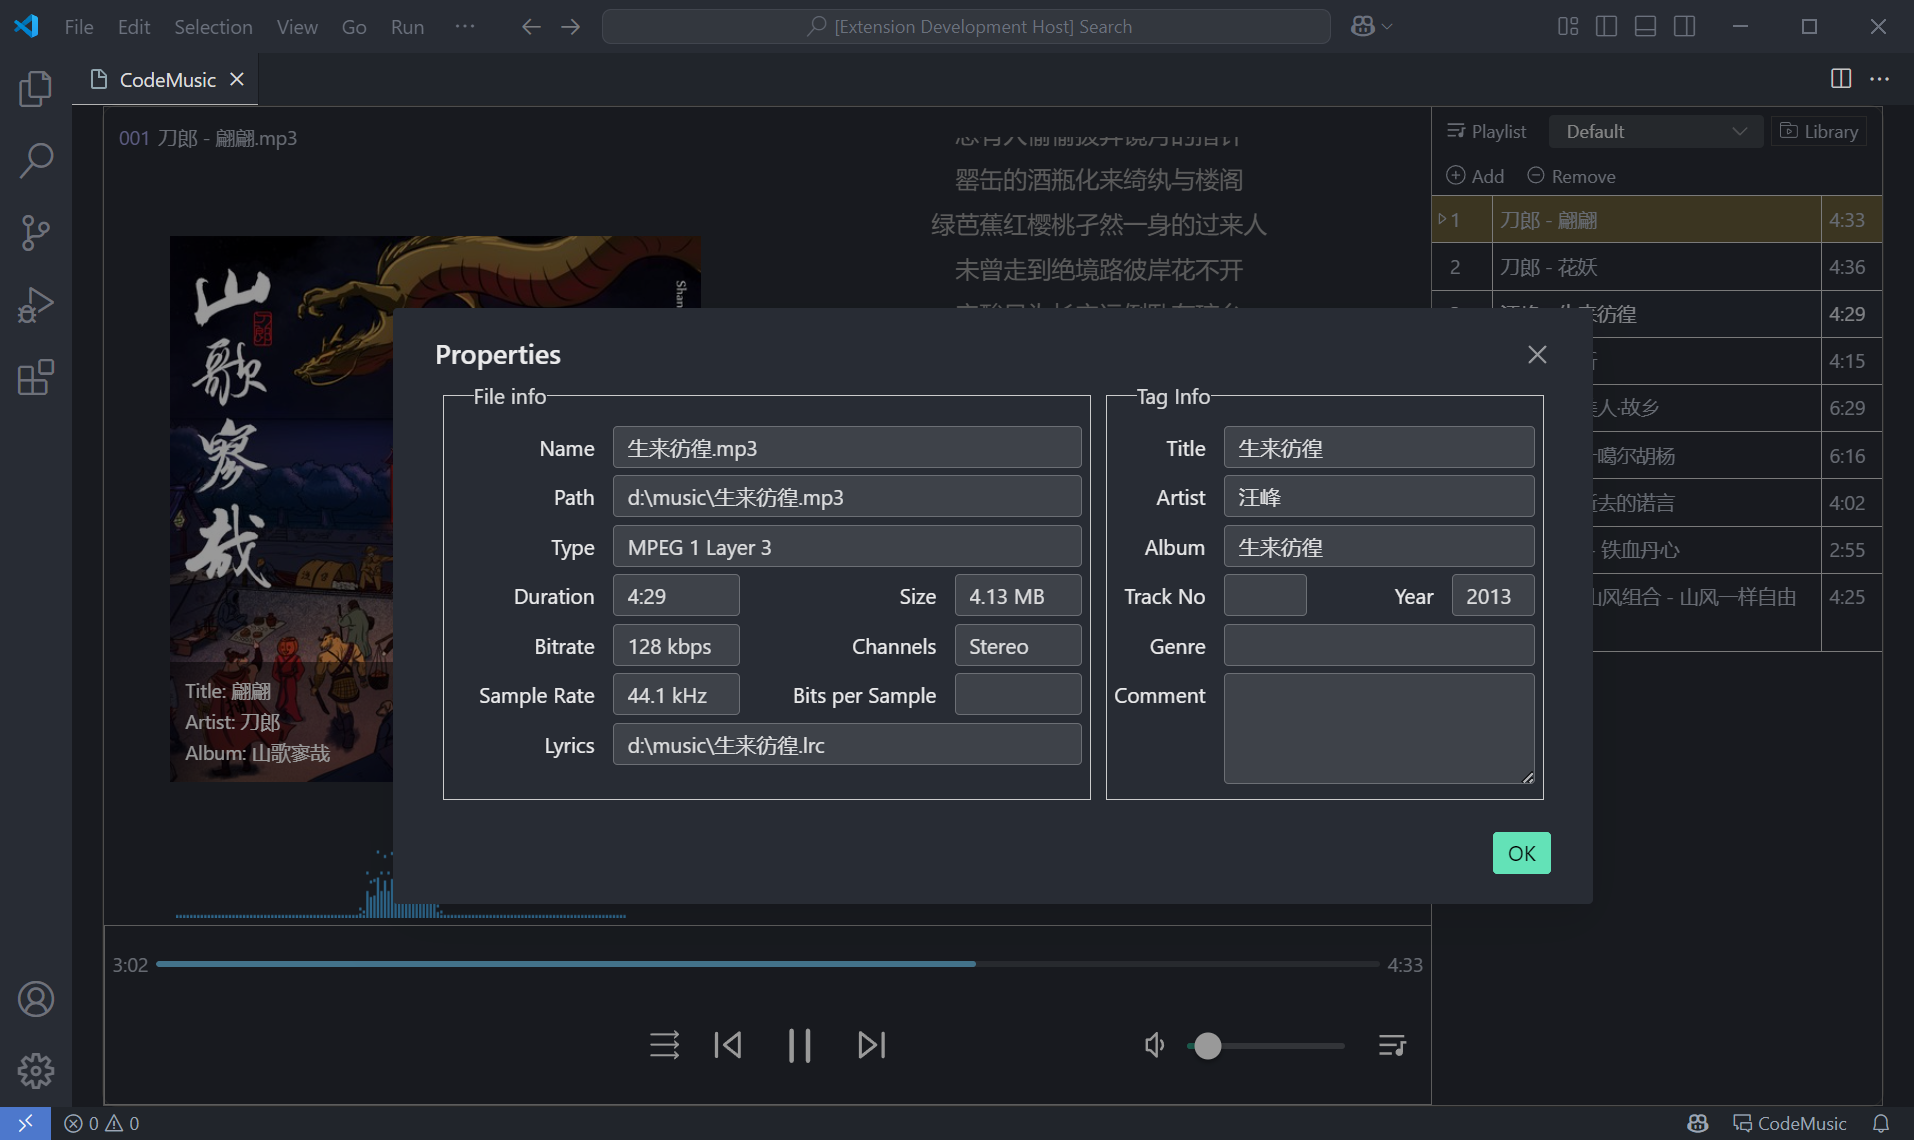 File Edit Selection View Go Run ···
[Extension Development Host] Search
CodeMusic
001 刀郎 - 翩翩.mp3
罂缶的酒瓶化来绮纨与楼阁
绿芭蕉红樱桃孑然一身的过来人
未曾走到绝境路彼岸花不开
山歌寥哉
Shan
Title: 翩翩
Artist: 刀郎
Album: 山歌寥哉
Playlist Default Library
Add Remove
1 刀郎 - 翩翩 4:33
2 刀郎 - 花妖 4:36
彷徨 4:29
4:15
人·故乡 6:29
噶尔胡杨 6:16
去的诺言 4:02
- 铁血丹心 2:55
风组合 - 山风一样自由 4:25
Properties
File info
Name 生来彷徨.mp3
Path d:\music\生来彷徨.mp3
Type MPEG 1 Layer 3
Duration 4:29 Size 4.13 MB
Bitrate 128 kbps Channels Stereo
Sample Rate 44.1 kHz Bits per Sample
Lyrics d:\music\生来彷徨.lrc
Tag Info
Title 生来彷徨
Artist 汪峰
Album 生来彷徨
Track No Year 2013
Genre
Comment
OK
3:02 4:33
0 0 CodeMusic